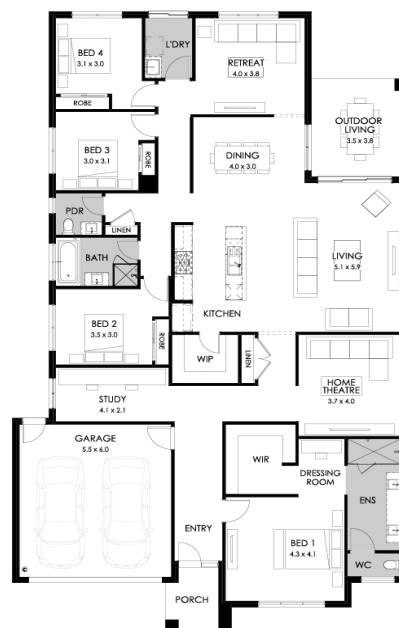 BED 4
3.1 x 3.0
ROBE
L'DRY
RETREAT
4.0 x 3.8
OUTDOOR
LIVING
3.5 x 3.8
BED 3
3.0 x 3.1
ROBE
DINING
4.0 x 3.0
PDR
LINEN
BATH
LIVING
5.1 x 5.9
BED 2
3.5 x 3.0
ROBE
KITCHEN
WIP
LINEN
HOME
THEATRE
3.7 x 4.0
STUDY
4.1 x 2.1
GARAGE
5.5 x 6.0
WIR
DRESSING
ROOM
ENS
ENTRY
BED 1
4.3 x 4.1
WC
PORCH